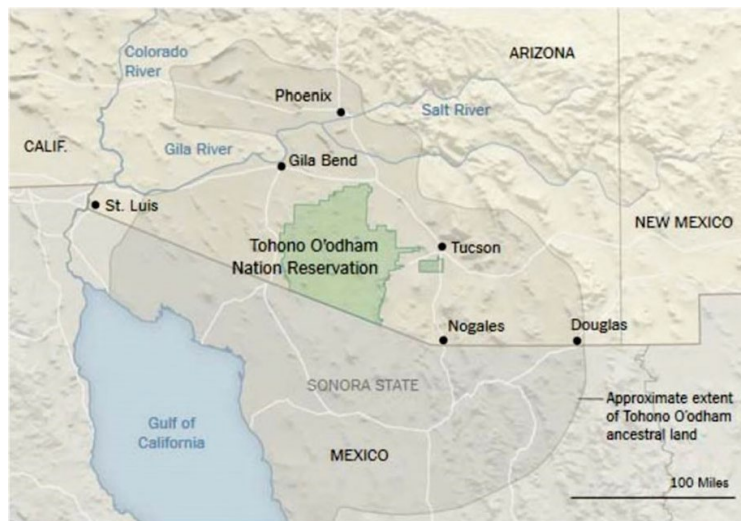 Colorado
River
ARIZONA
Phoenix
Salt River
CALIF.
Gila River
Gila Bend
St. Luis
NEW MEXICO
Tohono O'odham
Nation Reservation
Tucson
Nogales
Douglas
SONORA STATE
Approximate extent
of Tohono O'odham
ancestral land
Gulf of
California
MEXICO
100 Miles